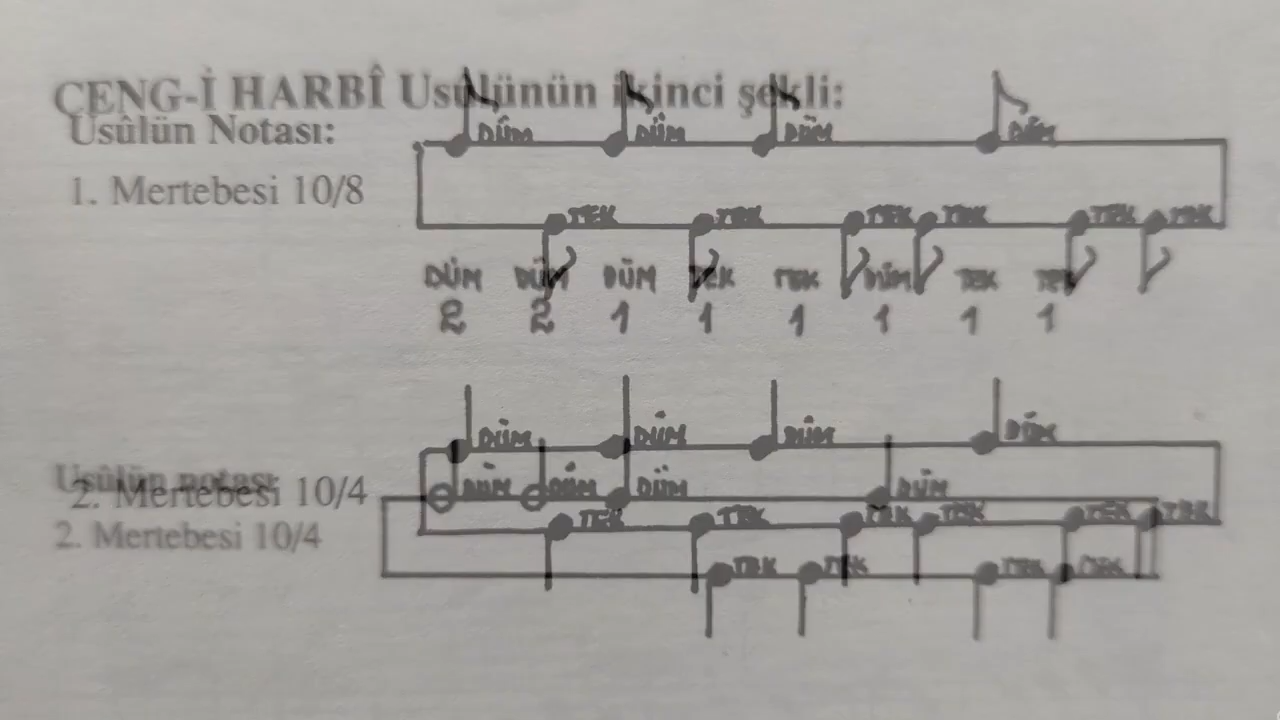 CENG-İ HARBÎ Usûlünün ikinci şekli:
Usûlün Notası:
DÜM DÜM DÜM DÜM
1. Mertebesi 10/8
TEK TEK TEK TEK TEK TEK
DÜM DÜM DÜM TEK TEK DÜM TEK TEK
2 2 1 1 1 1 1 1
DÜM DÜM DÜM DÜM
Usûlün notası
DÜM DÜM DÜM DÜM
2. Mertebesi 10/4
TEK TEK TEK TEK TEK TEK
2. Mertebesi 10/4
TEK TEK TEK TEK